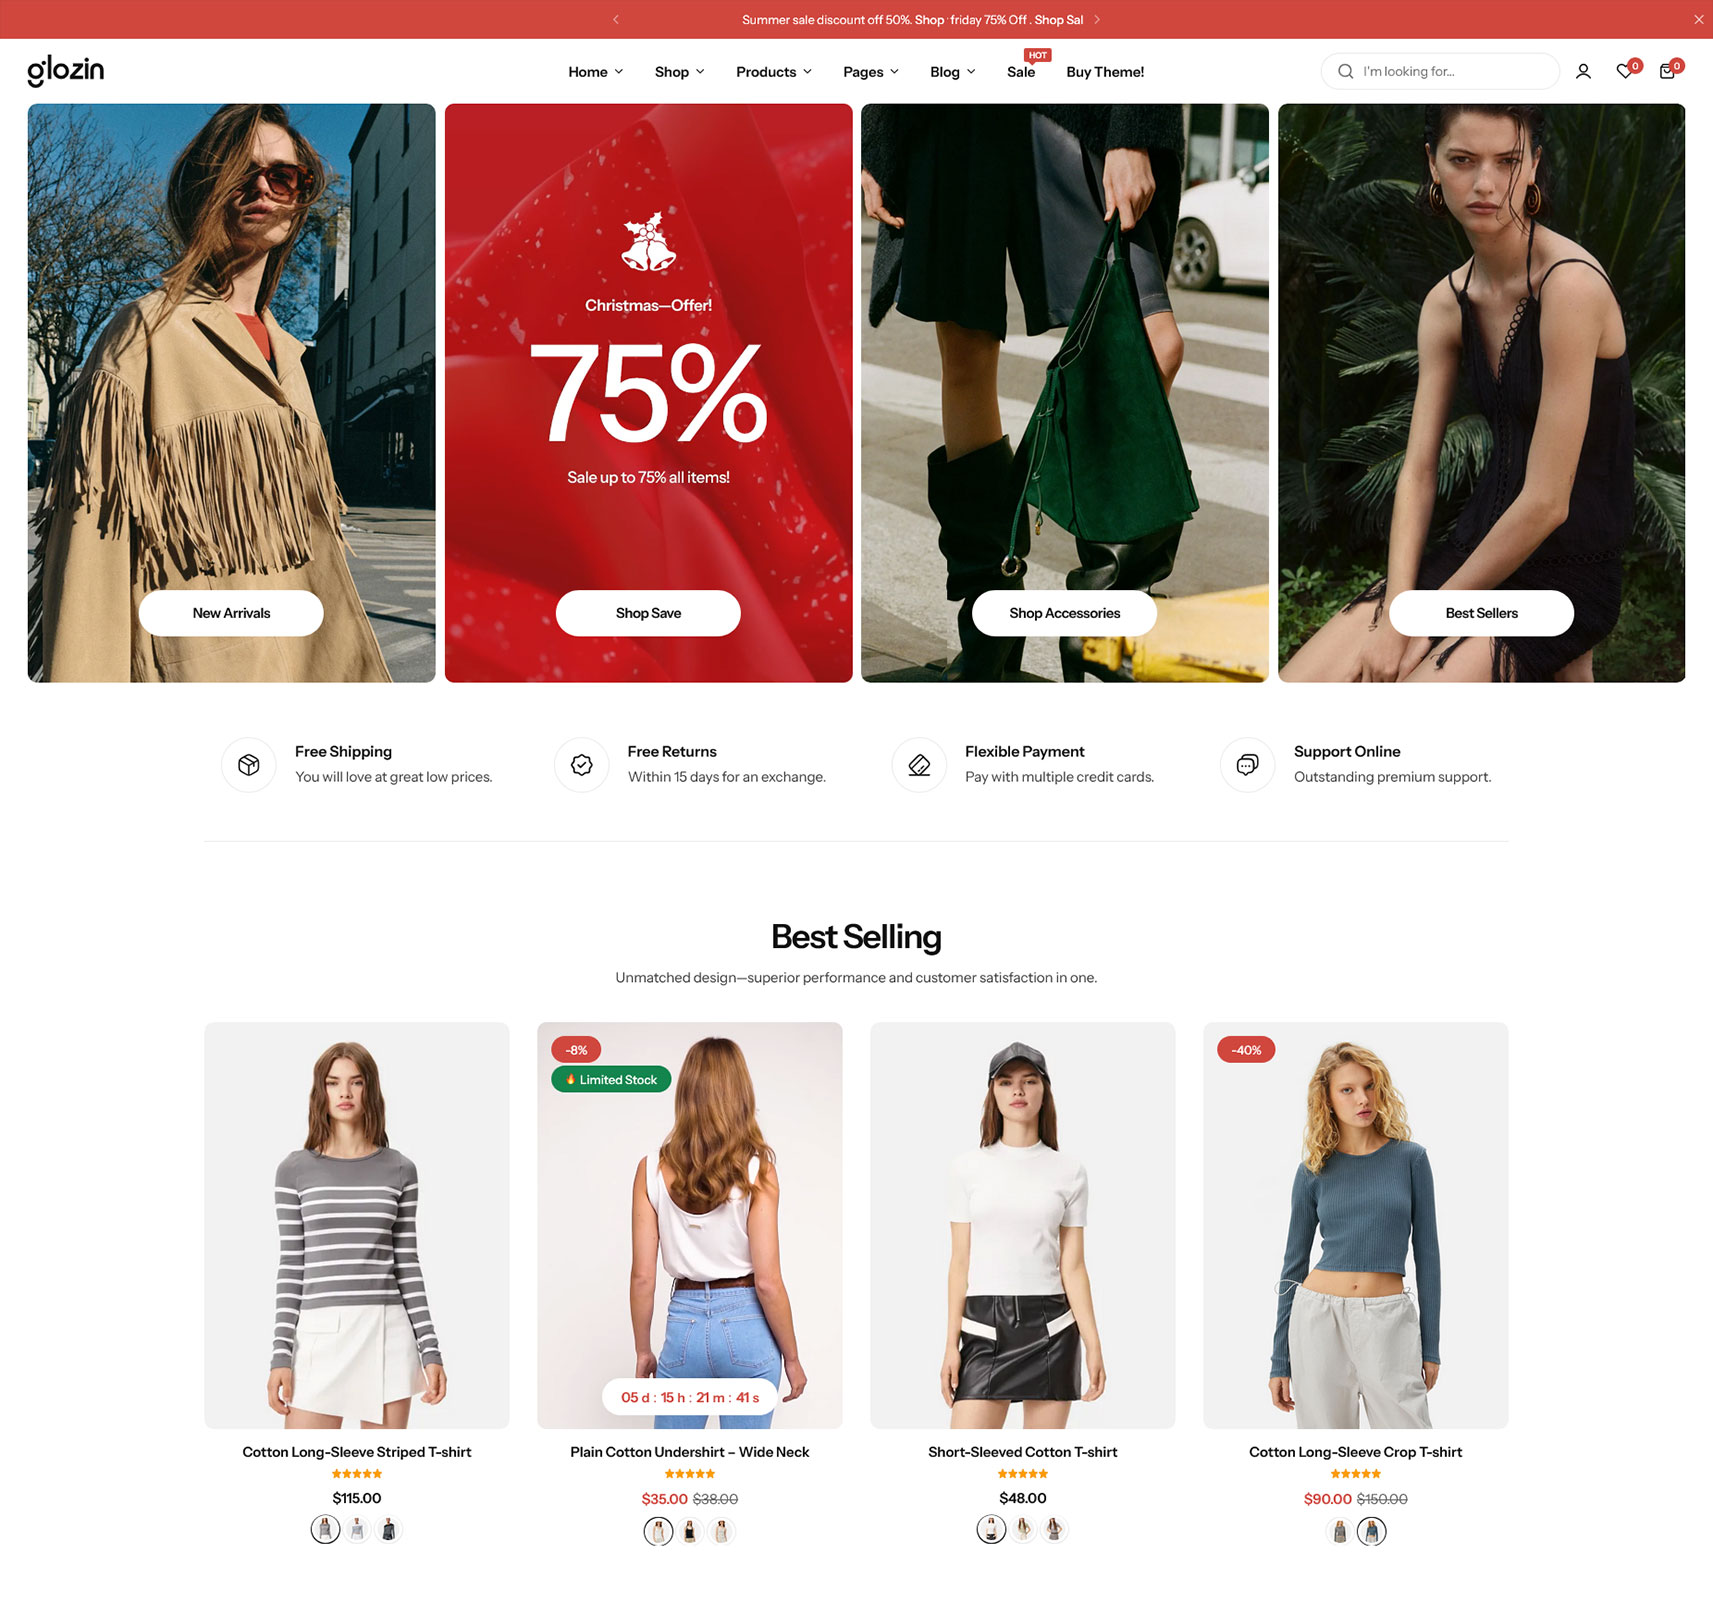 Summer sale discount off 50%. Shop friday 75% Off . Shop Sal
glozin
Home
Shop
Products
Pages
Blog
Sale
HOT
Buy Theme!
I'm looking for...
0
0
Christmas—Offer!
75%
Sale up to 75% all items!
New Arrivals
Shop Save
Shop Accessories
Best Sellers
Free Shipping
You will love at great low prices.
Free Returns
Within 15 days for an exchange.
Flexible Payment
Pay with multiple credit cards.
Support Online
Outstanding premium support.
Best Selling
Unmatched design—superior performance and customer satisfaction in one.
-8%
Limited Stock
-40%
05 d : 15 h : 21 m : 41 s
Cotton Long-Sleeve Striped T-shirt
$115.00
Plain Cotton Undershirt – Wide Neck
$35.00 $38.00
Short-Sleeved Cotton T-shirt
$48.00
Cotton Long-Sleeve Crop T-shirt
$90.00 $150.00